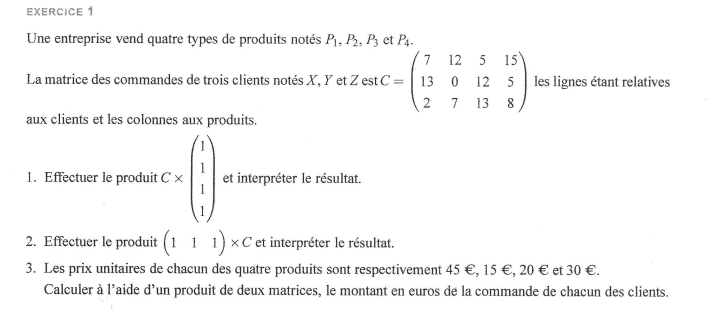 EXERCICE 1
Une entreprise vend quatre types de produits notés P₁, P₂, P₃ et P₄.
La matrice des commandes de trois clients notés X, Y et Z est C = ( 7 12 5 15 ) les lignes étant relatives
( 13 0 12 5 )
( 2 7 13 8 )
aux clients et les colonnes aux produits.
1. Effectuer le produit C × ( 1 ) et interpréter le résultat.
( 1 )
( 1 )
( 1 )
2. Effectuer le produit ( 1 1 1 ) × C et interpréter le résultat.
3. Les prix unitaires de chacun des quatre produits sont respectivement 45 €, 15 €, 20 € et 30 €.
Calculer à l’aide d’un produit de deux matrices, le montant en euros de la commande de chacun des clients.